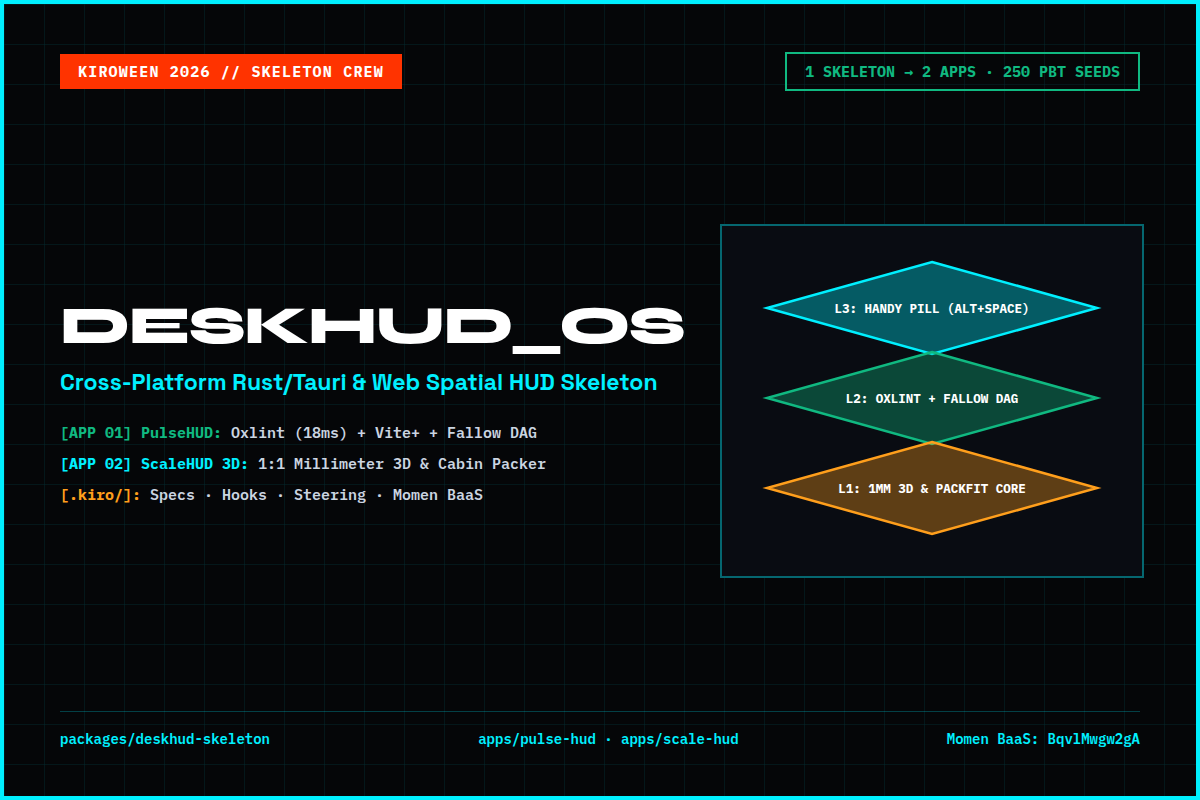 KIROWEEN 2026 // SKELETON CREW
1 SKELETON → 2 APPS · 250 PBT SEEDS
DESKHUD_OS
Cross-Platform Rust/Tauri & Web Spatial HUD Skeleton
[APP 01] PulseHUD: Oxlint (18ms) + Vite+ + Fallow DAG
[APP 02] ScaleHUD 3D: 1:1 Millimeter 3D & Cabin Packer
[.kiro/]: Specs · Hooks · Steering · Momen BaaS
L3: HANDY PILL (ALT+SPACE)
L2: OXLINT + FALLOW DAG
L1: 1MM 3D & PACKFIT CORE
packages/deskhud-skeleton
apps/pulse-hud · apps/scale-hud
Momen BaaS: BqvlMwgw2gA